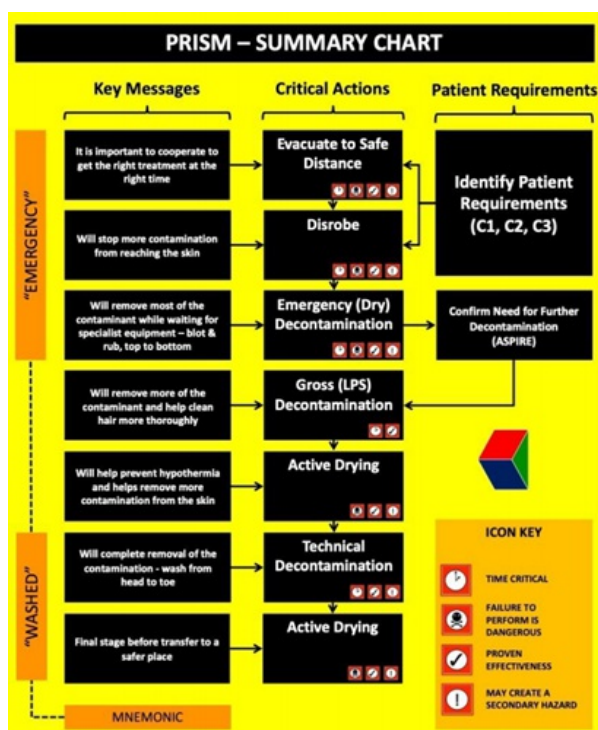 PRISM – SUMMARY CHART
Key Messages
Critical Actions
Patient Requirements
"EMERGENCY"
It is important to cooperate to
get the right treatment at the
right time
Evacuate to Safe
Distance
Identify Patient
Requirements
(C1, C2, C3)
Will stop more contamination
from reaching the skin
Disrobe
Will remove most of the
contaminant while waiting for
specialist equipment – blot &
rub, top to bottom
Emergency (Dry)
Decontamination
Confirm Need for Further
Decontamination
(ASPIRE)
Will remove more of the
contaminant and help clean
hair more thoroughly
Gross (LPS)
Decontamination
Will help prevent hypothermia
and helps remove more
contamination from the skin
Active Drying
"WASHED"
Will complete removal of the
contamination - wash from
head to toe
Technical
Decontamination
Final stage before transfer to a
safer place
Active Drying
MNEMONIC
ICON KEY
TIME CRITICAL
FAILURE TO
PERFORM IS
DANGEROUS
PROVEN
EFFECTIVENESS
!
MAY CREATE A
SECONDARY HAZARD